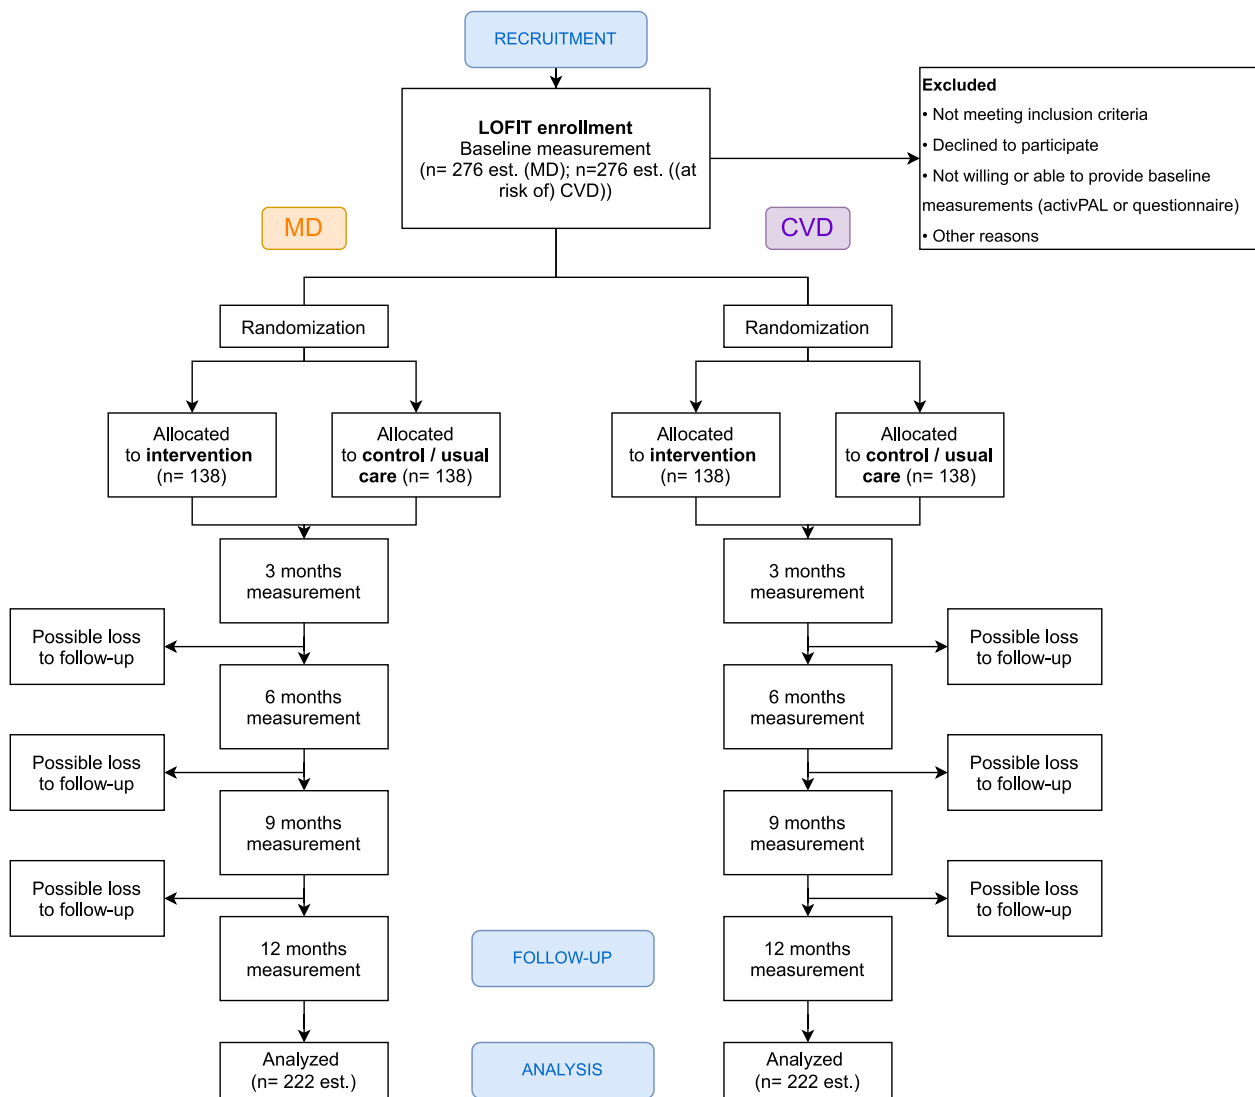 RECRUITMENT
LOFIT enrollment
Baseline measurement
(n= 276 est. (MD); n=276 est. ((at
risk of) CVD))
Excluded
• Not meeting inclusion criteria
• Declined to participate
• Not willing or able to provide baseline
measurements (activPAL or questionnaire)
• Other reasons
MD
CVD
Randomization
Randomization
Allocated
to intervention
(n= 138)
Allocated
to control / usual
care (n= 138)
Allocated
to intervention
(n= 138)
Allocated
to control / usual
care (n= 138)
3 months
measurement
3 months
measurement
Possible loss
to follow-up
Possible loss
to follow-up
6 months
measurement
6 months
measurement
Possible loss
to follow-up
Possible loss
to follow-up
9 months
measurement
9 months
measurement
Possible loss
to follow-up
Possible loss
to follow-up
12 months
measurement
FOLLOW-UP
12 months
measurement
Analyzed
(n= 222 est.)
ANALYSIS
Analyzed
(n= 222 est.)